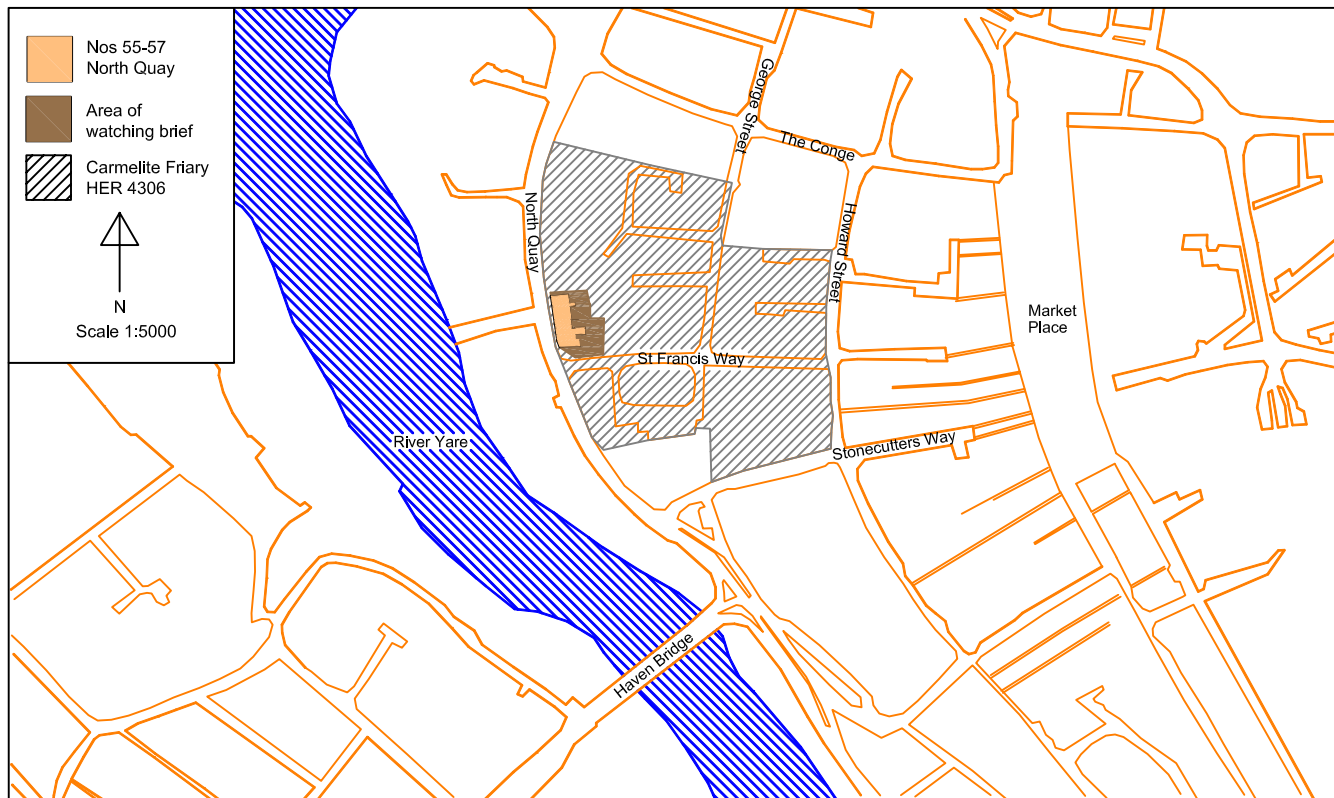 Nos 55-57
North Quay
Area of
watching brief
Carmelite Friary
HER 4306
N
Scale 1:5000
George Street
The Conge
North Quay
Howard Street
Market
Place
St Francis Way
River Yare
Stonecutters Way
Haven Bridge